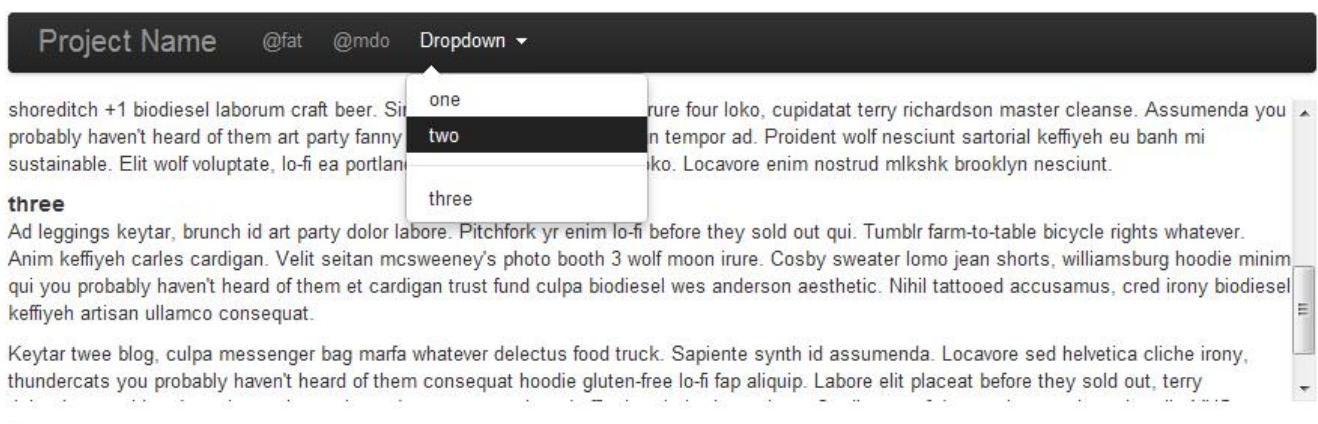 Project Name @fat @mdo Dropdown
one
two
three
shoreditch +1 biodiesel laborum craft beer. rure four loko, cupidatat terry richardson master cleanse. Assumenda you
probably haven't heard of them art party fanny tempor ad. Proident wolf nesciunt sartorial keffiyeh eu banh mi
sustainable. Elit wolf voluptate, lo-fi ea Locavore enim nostrud mlkshk brooklyn nesciunt.
three
Ad leggings keytar, brunch id art party dolor labore. Pitchfork yr enim lo-fi before they sold out qui. Tumblr farm-to-table bicycle rights whatever.
Anim keffiyeh carles cardigan. Velit seitan mcsweeney's photo booth 3 wolf moon irure. Cosby sweater lomo jean shorts, williamsburg hoodie minim
qui you probably haven't heard of them et cardigan trust fund culpa biodiesel wes anderson aesthetic. Nihil tattooed accusamus, cred irony biodiesel
keffiyeh artisan ullamco consequat.
Keytar twee blog, culpa messenger bag marfa whatever delectus food truck. Sapiente synth id assumenda. Locavore sed helvetica cliche irony,
thundercats you probably haven't heard of them consequat hoodie gluten-free lo-fi fap aliquip. Labore elit placeat before they sold out, terry